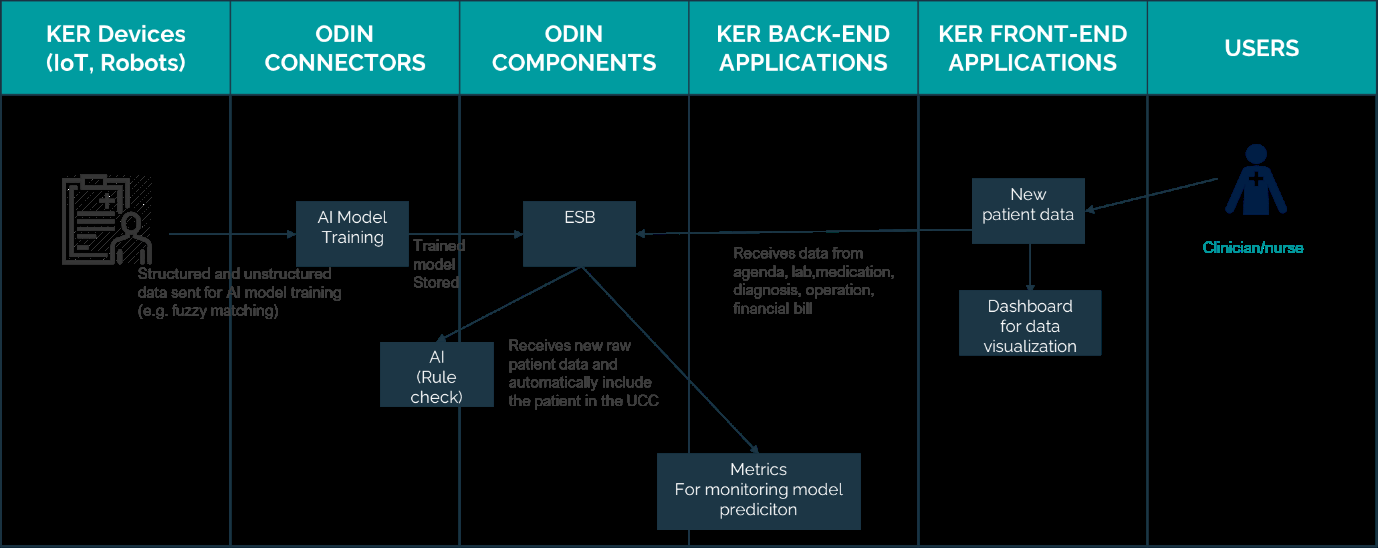 KER Devices
(IoT, Robots)
ODIN
CONNECTORS
ODIN
COMPONENTS
KER BACK-END
APPLICATIONS
KER FRONT-END
APPLICATIONS
USERS
Structured and unstructured
data sent for AI model training
(e.g. fuzzy matching)
AI Model
Training
Trained
model
Stored
ESB
AI
(Rule
check)
Receives new raw
patient data and
automatically include
the patient in the UCC
Metrics
For monitoring model
prediciton
Receives data from
agenda, lab,medication,
diagnosis, operation,
financial bill
New
patient data
Dashboard
for data
visualization
Clinician/nurse